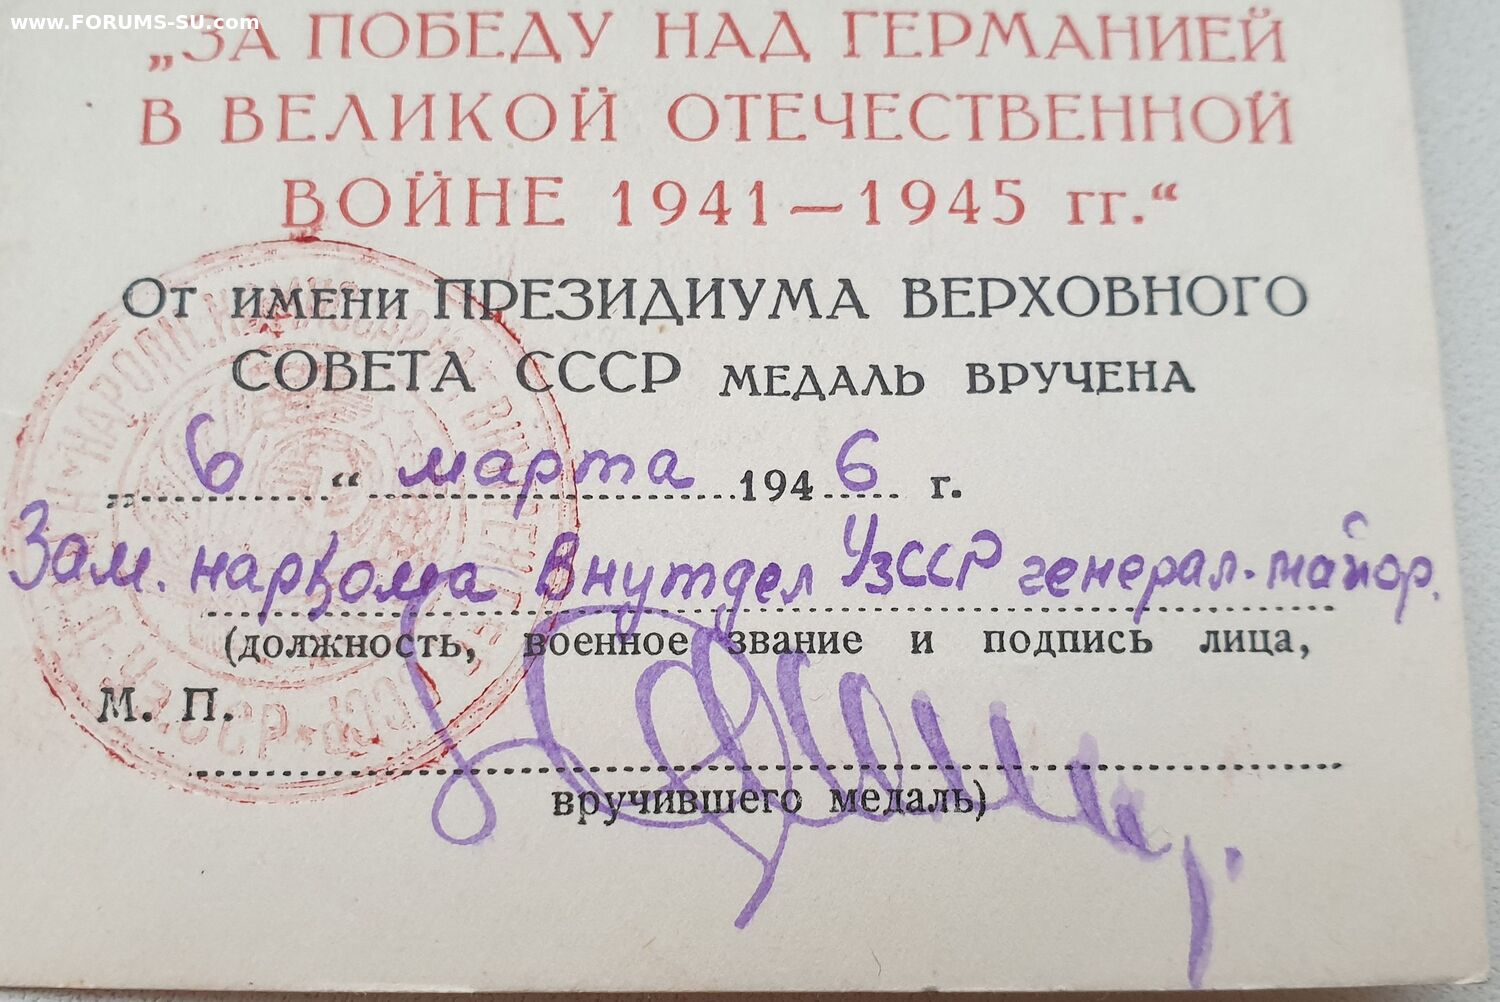 www.FORUMS-SU.com
„ЗА ПОБЕДУ НАД ГЕРМАНИЕЙ
В ВЕЛИКОЙ ОТЕЧЕСТВЕННОЙ
ВОЙНЕ 1941—1945 гг.“
От имени ПРЕЗИДИУМА ВЕРХОВНОГО
СОВЕТА СССР МЕДАЛЬ ВРУЧЕНА
„6“ марта 1946 г.
Зам. наркома Внутдел УзССР генерал-майор.
(должность, военное звание и подпись лица,
М. П.
вручившего медаль)